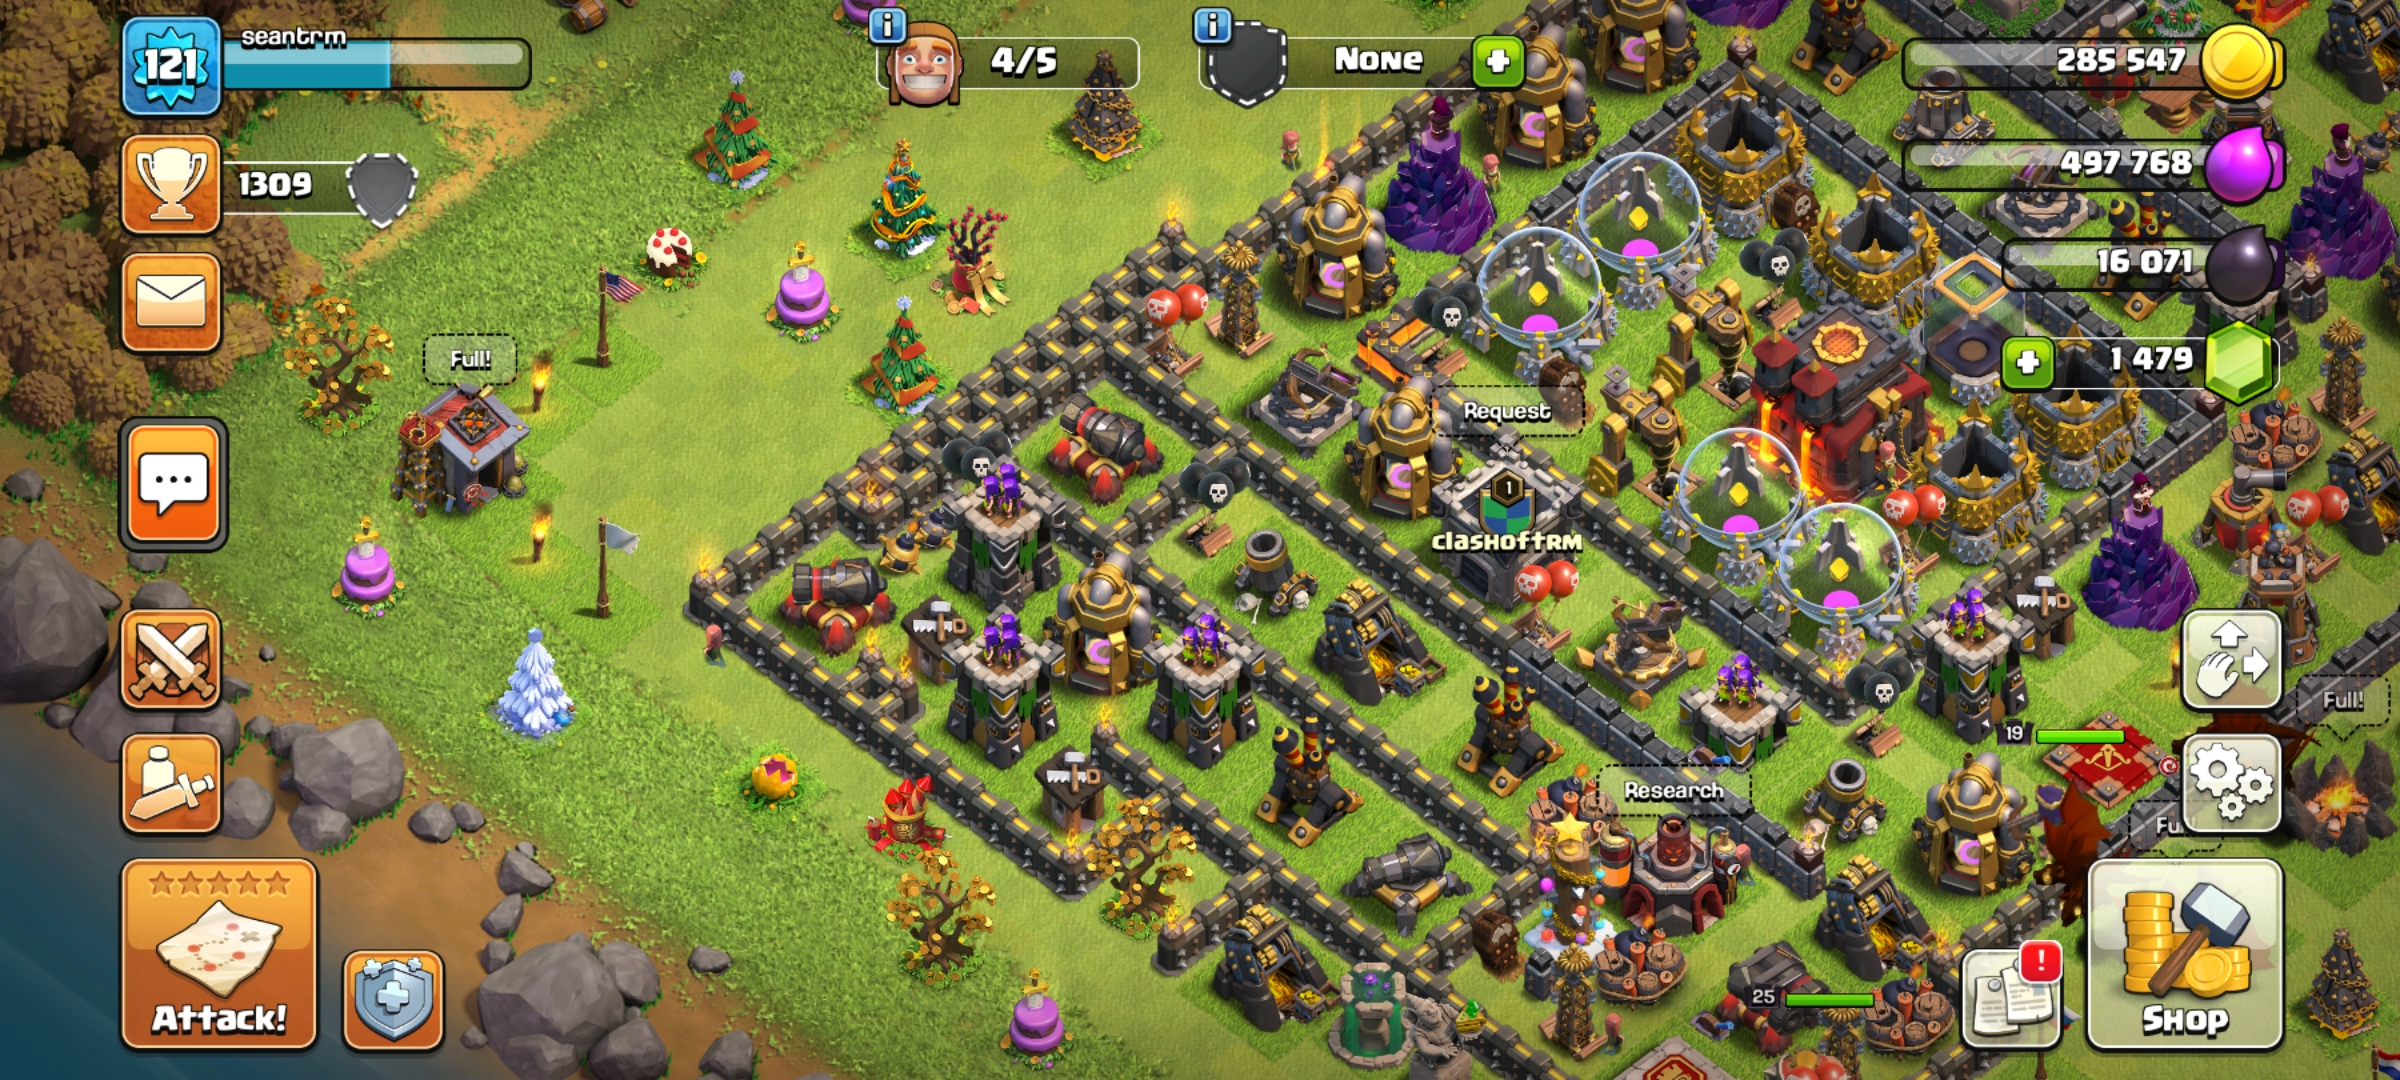 121
seantrm
4/5
None
285 547
1309
497 768
16 071
Full!
1 479
Request
1
clashoftrm
Full!
19
Research
25
Attack!
Shop